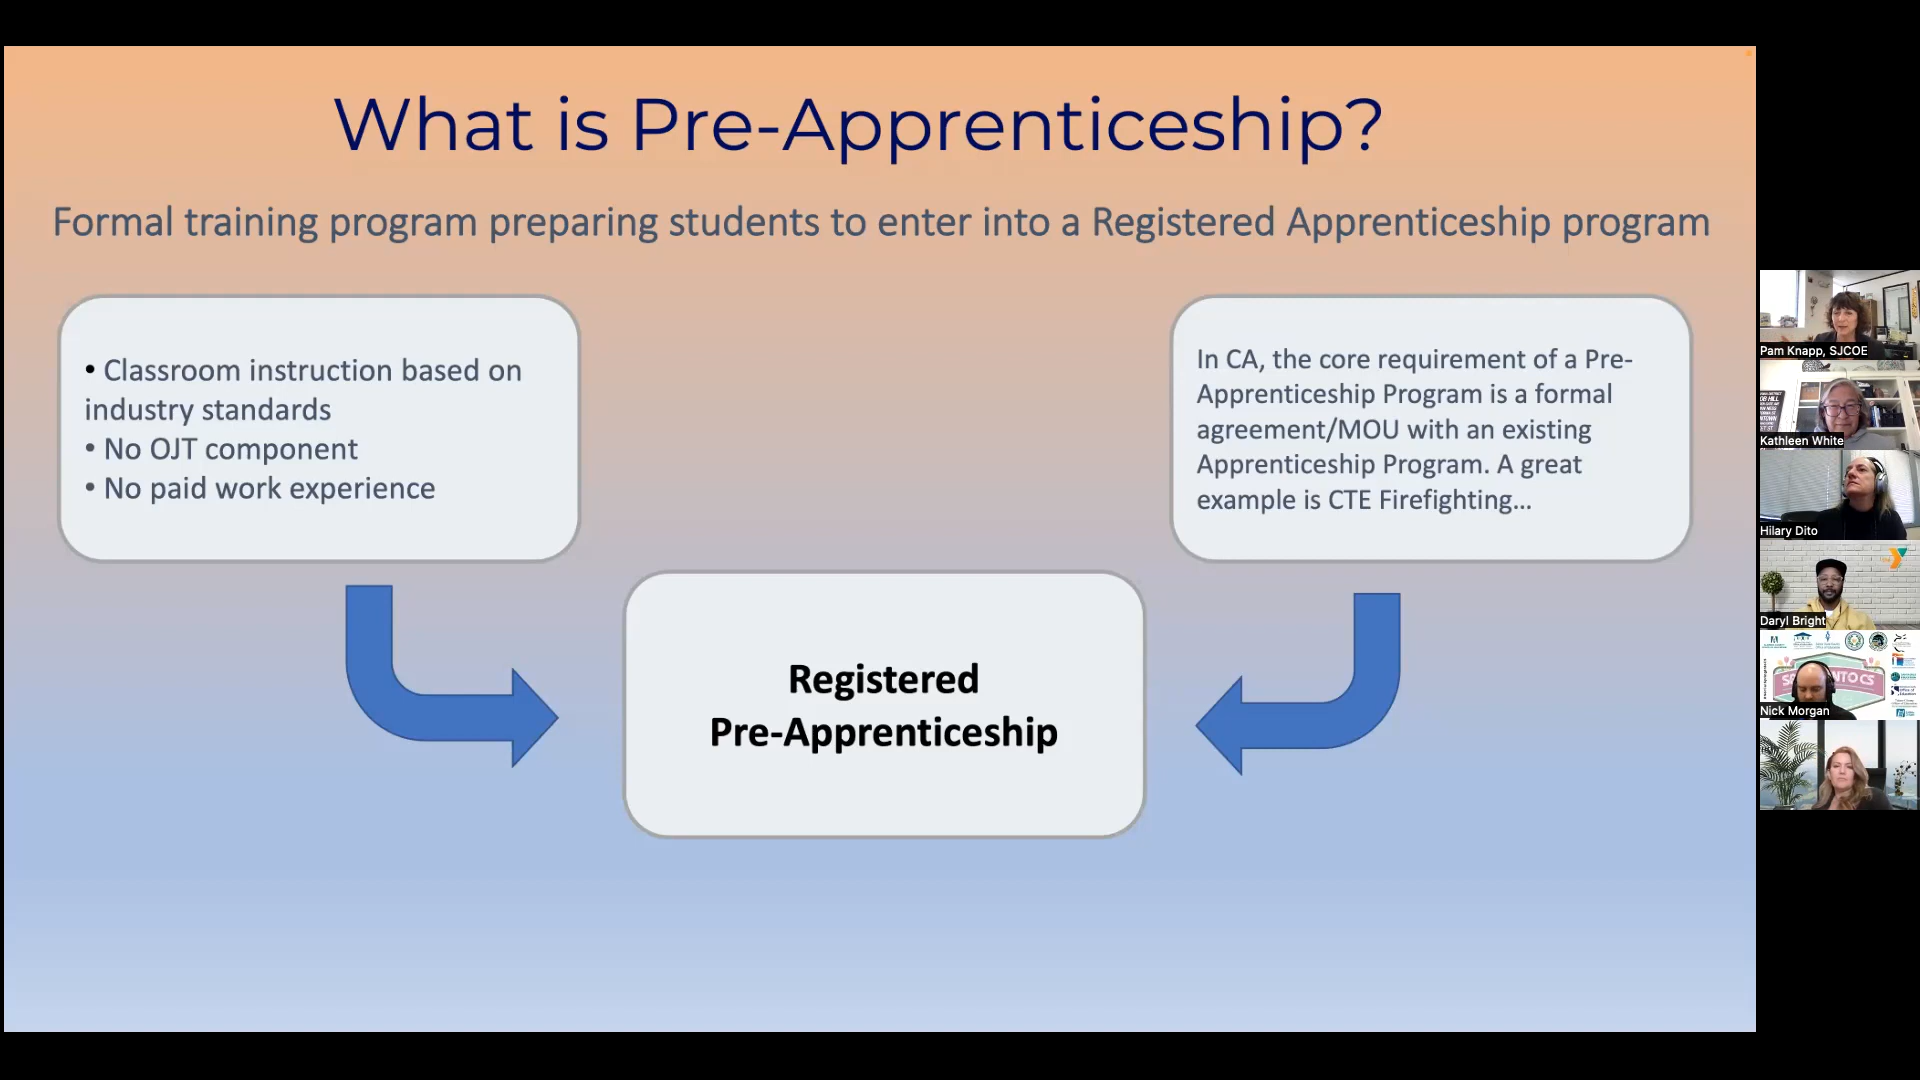 What is Pre-Apprenticeship?
Formal training program preparing students to enter into a Registered Apprenticeship program
• Classroom instruction based on
industry standards
• No OJT component
• No paid work experience
In CA, the core requirement of a Pre-
Apprenticeship Program is a formal
agreement/MOU with an existing
Apprenticeship Program. A great
example is CTE Firefighting...
Registered
Pre-Apprenticeship
Pam Knapp, SJCOE
Kathleen White
Hilary Dito
Daryl Bright
Nick Morgan